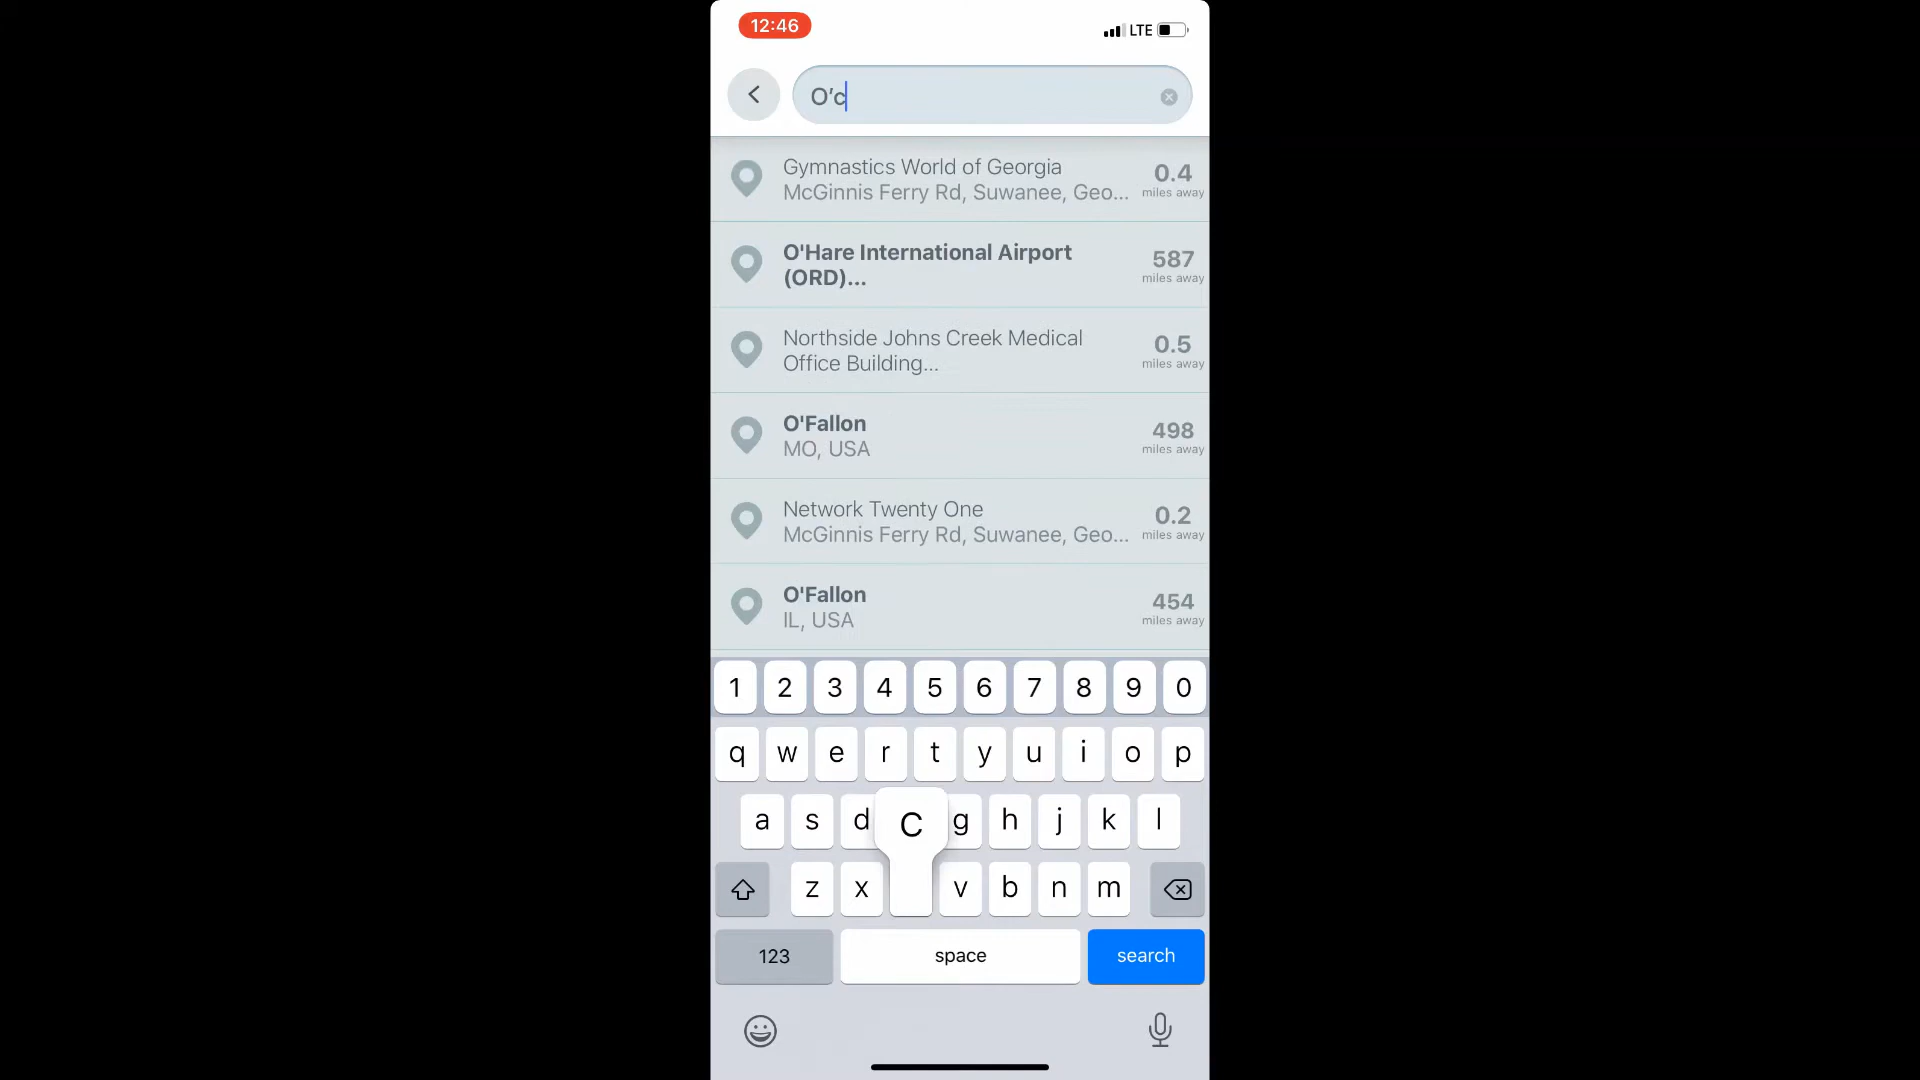 12:46
LTE
O’c
Gymnastics World of Georgia
McGinnis Ferry Rd, Suwanee, Geo...
0.4
miles away
O'Hare International Airport
(ORD)...
587
miles away
Northside Johns Creek Medical
Office Building...
0.5
miles away
O'Fallon
MO, USA
498
miles away
Network Twenty One
McGinnis Ferry Rd, Suwanee, Geo...
0.2
miles away
O'Fallon
IL, USA
454
miles away
1 2 3 4 5 6 7 8 9 0
q w e r t y u i o p
a s d C g h j k l
z x v b n m
123 space search